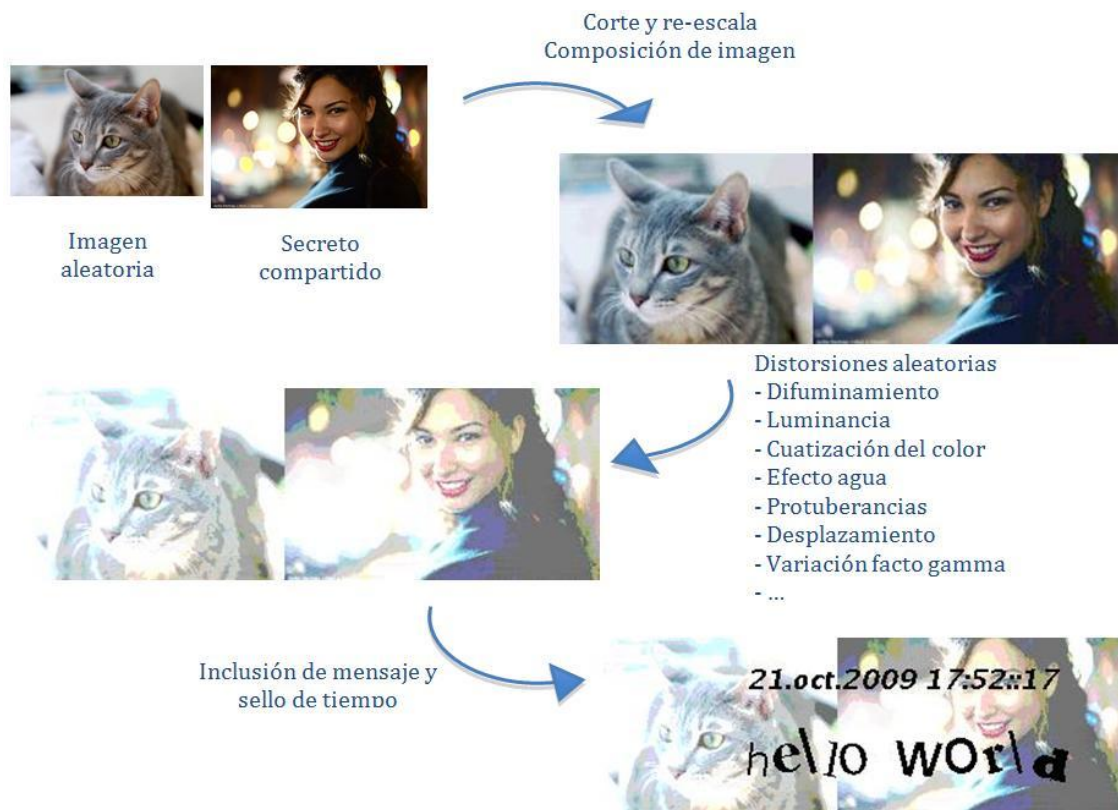 Corte y re-escala
Composición de imagen
Imagen
aleatoria
Secreto
compartido
Distorsiones aleatorias
- Difuminamiento
- Luminancia
- Cuatización del color
- Efecto agua
- Protuberancias
- Desplazamiento
- Variación facto gamma
- ...
Inclusión de mensaje y
sello de tiempo
21.oct.2009 17:52::17
hello world